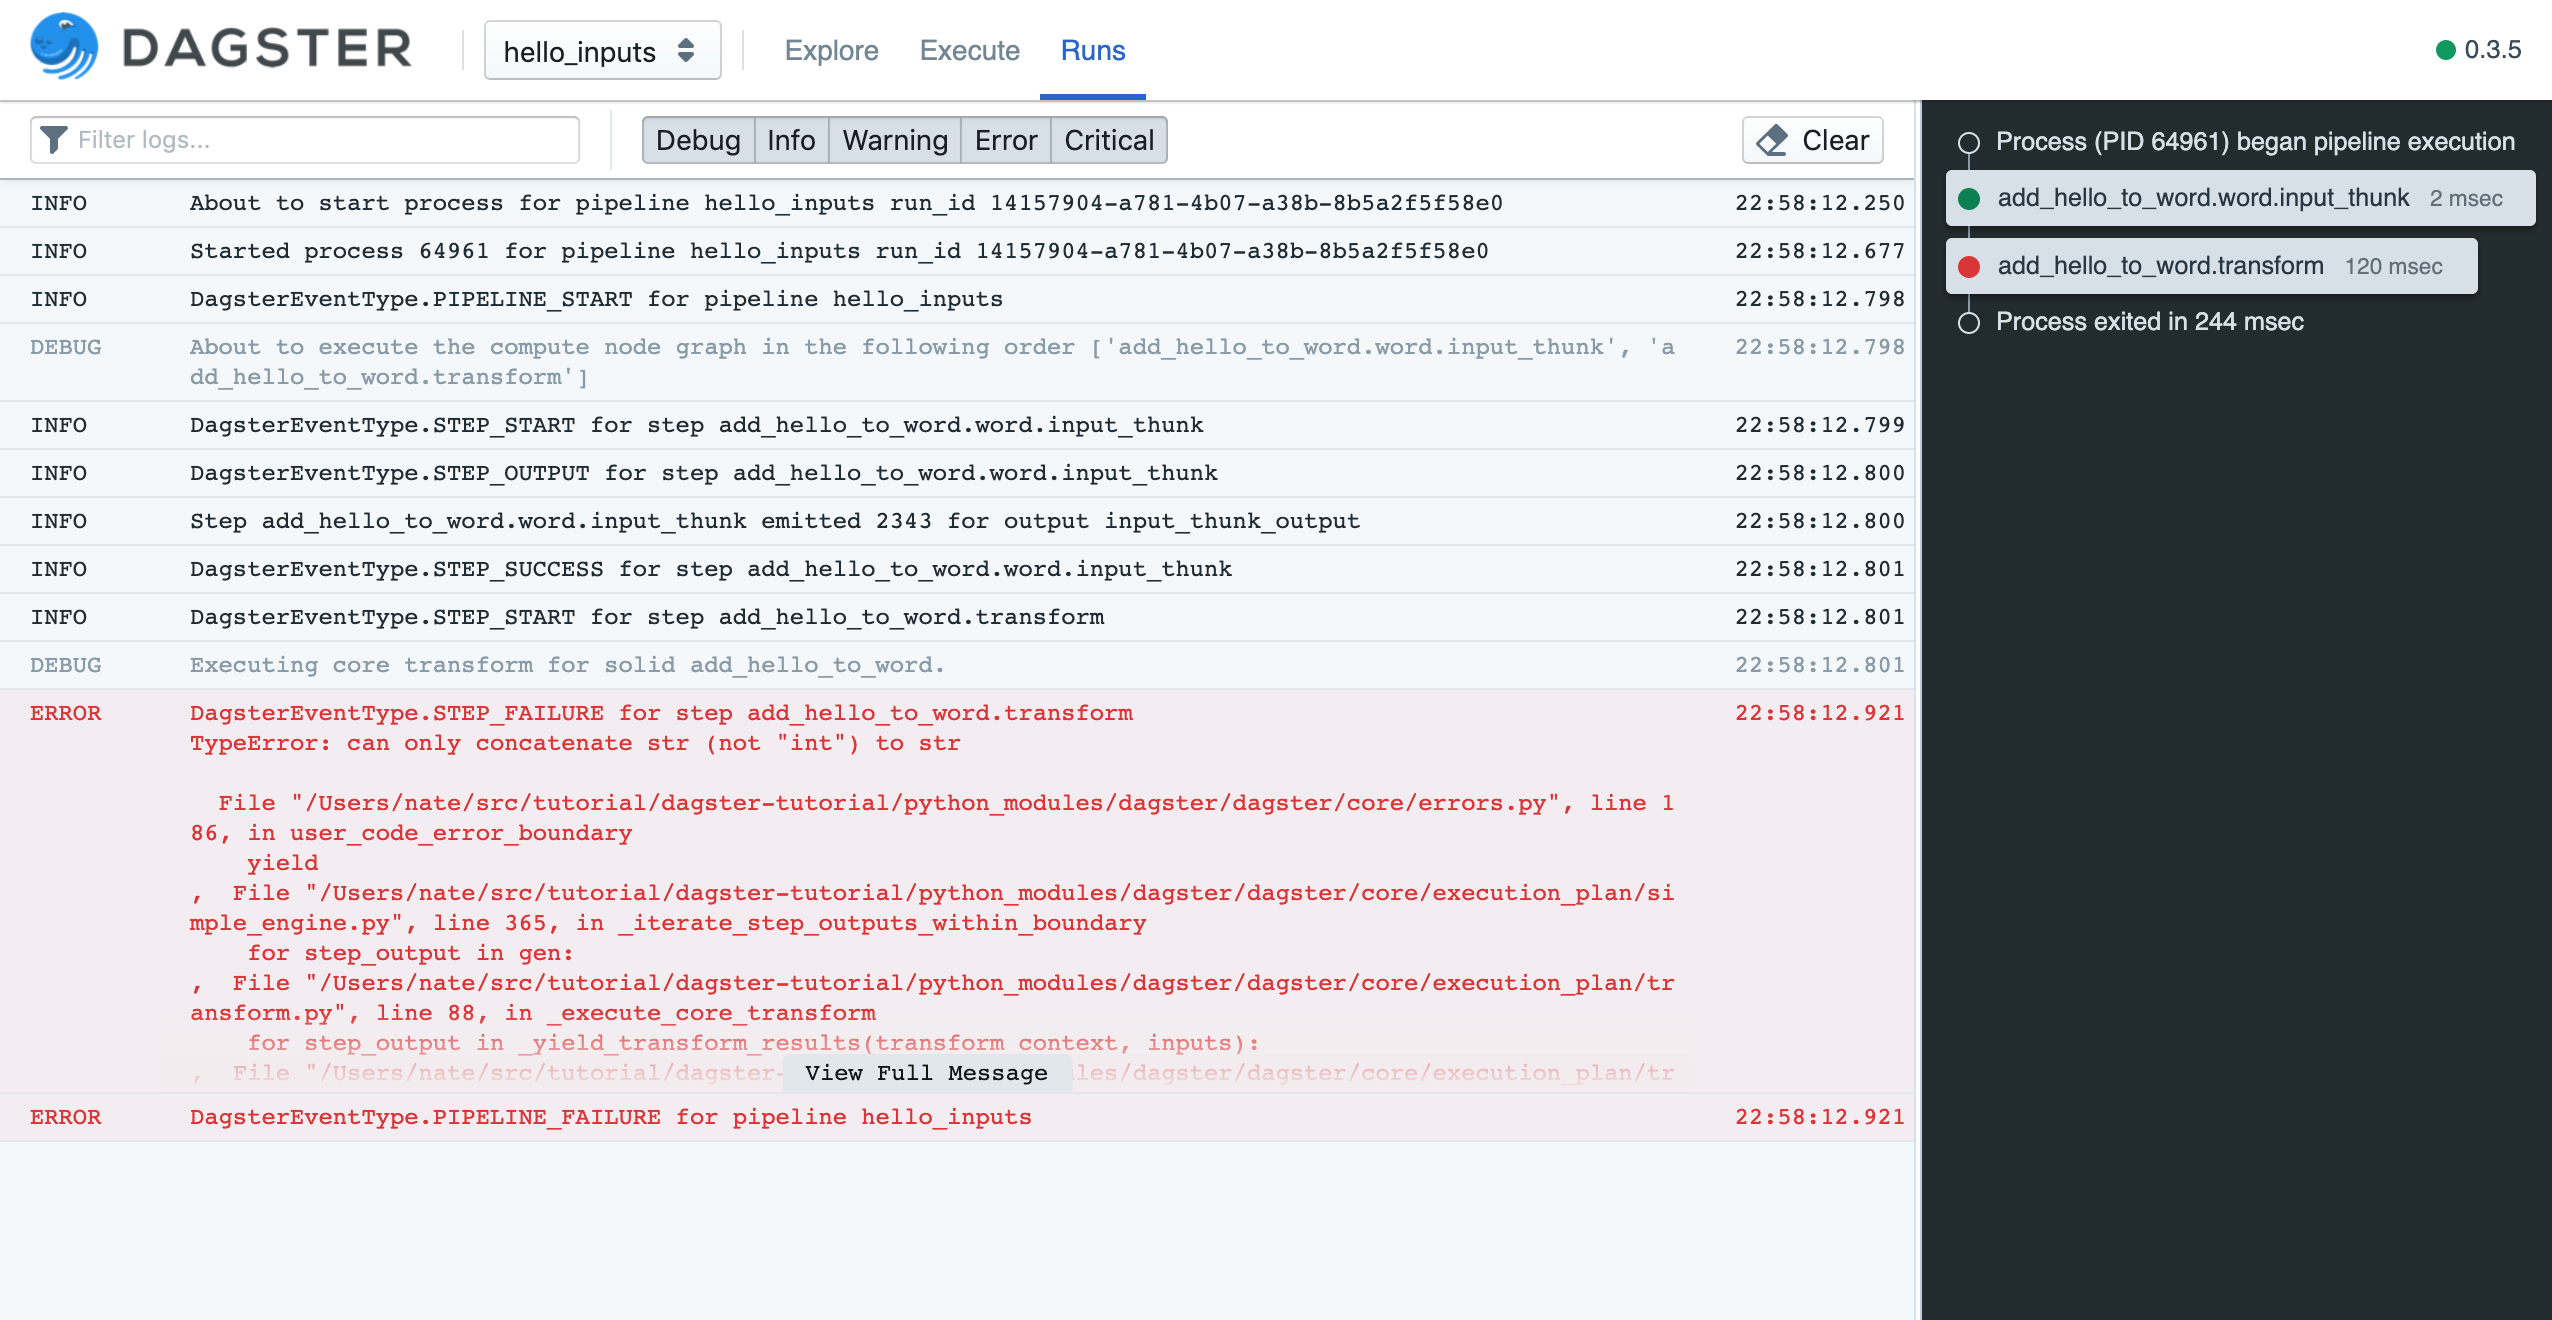 DAGSTER
hello_inputs
Explore
Execute
Runs
0.3.5
Filter logs...
Debug
Info
Warning
Error
Critical
Clear
INFO About to start process for pipeline hello_inputs run_id 14157904-a781-4b07-a38b-8b5a2f5f58e0 22:58:12.250
INFO Started process 64961 for pipeline hello_inputs run_id 14157904-a781-4b07-a38b-8b5a2f5f58e0 22:58:12.677
INFO DagsterEventType.PIPELINE_START for pipeline hello_inputs 22:58:12.798
DEBUG About to execute the compute node graph in the following order ['add_hello_to_word.word.input_thunk', 'a 22:58:12.798
dd_hello_to_word.transform']
INFO DagsterEventType.STEP_START for step add_hello_to_word.word.input_thunk 22:58:12.799
INFO DagsterEventType.STEP_OUTPUT for step add_hello_to_word.word.input_thunk 22:58:12.800
INFO Step add_hello_to_word.word.input_thunk emitted 2343 for output input_thunk_output 22:58:12.800
INFO DagsterEventType.STEP_SUCCESS for step add_hello_to_word.word.input_thunk 22:58:12.801
INFO DagsterEventType.STEP_START for step add_hello_to_word.transform 22:58:12.801
DEBUG Executing core transform for solid add_hello_to_word. 22:58:12.801
ERROR DagsterEventType.STEP_FAILURE for step add_hello_to_word.transform 22:58:12.921
TypeError: can only concatenate str (not "int") to str
File "/Users/nate/src/tutorial/dagster-tutorial/python_modules/dagster/dagster/core/errors.py", line 1
86, in user_code_error_boundary
yield
, File "/Users/nate/src/tutorial/dagster-tutorial/python_modules/dagster/dagster/core/execution_plan/si
mple_engine.py", line 365, in _iterate_step_outputs_within_boundary
for step_output in gen:
, File "/Users/nate/src/tutorial/dagster-tutorial/python_modules/dagster/dagster/core/execution_plan/tr
ansform.py", line 88, in _execute_core_transform
for step_output in _yield_transform_results(transform_context, inputs):
, File "/Users/nate/src/tutorial/dagster- les/dagster/dagster/core/execution_plan/tr
View Full Message
ERROR DagsterEventType.PIPELINE_FAILURE for pipeline hello_inputs 22:58:12.921
Process (PID 64961) began pipeline execution
add_hello_to_word.word.input_thunk 2 msec
add_hello_to_word.transform 120 msec
Process exited in 244 msec